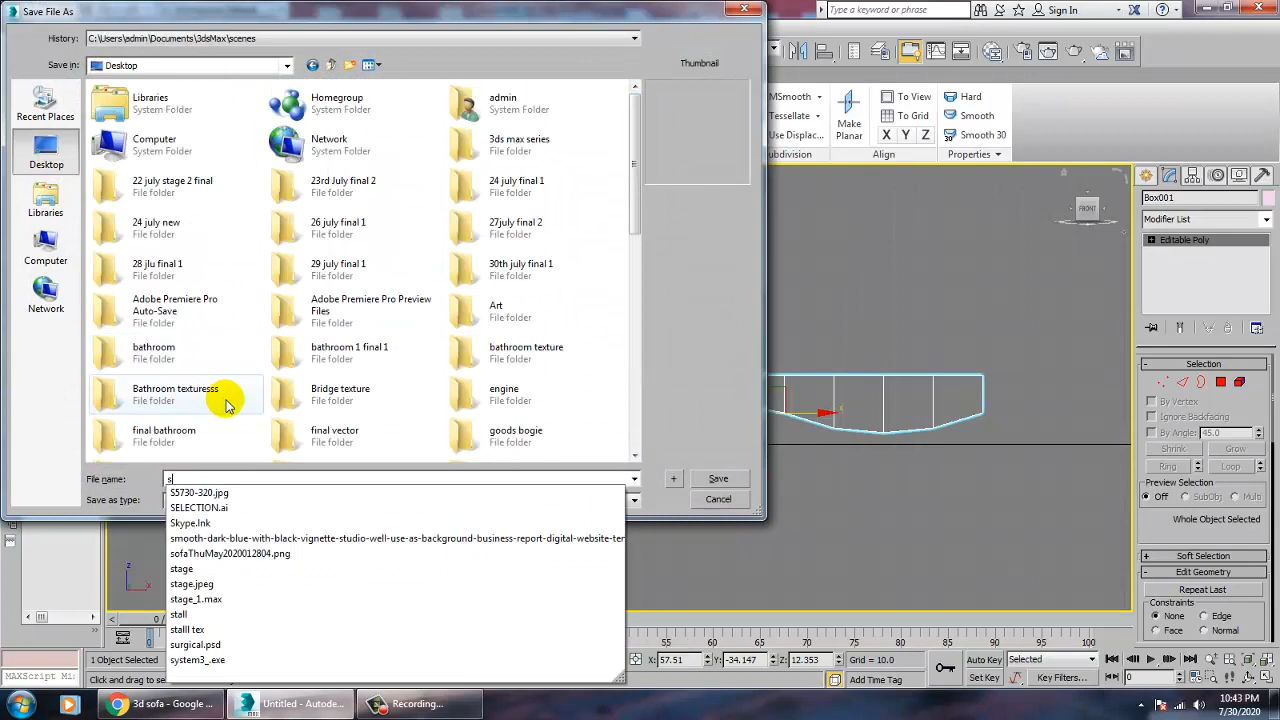 Save File As
Type a keyword or phrase
Sign In
History: C:\Users\admin\Documents\3dsMax\scenes
Save in: Desktop
Thumbnail
Recent Places
Desktop
Libraries
Computer
Network
Libraries
System Folder
Homegroup
System Folder
admin
System Folder
Computer
System Folder
Network
System Folder
3ds max series
File folder
22 july stage 2 final
File folder
23rd July final 2
File folder
24 july final 1
File folder
24 july new
File folder
26 july final 1
File folder
27july final 2
File folder
28 jlu final 1
File folder
29 july final 1
File folder
30th july final 1
File folder
Adobe Premiere Pro
Auto-Save
File folder
Adobe Premiere Pro Preview
Files
File folder
Art
File folder
bathroom
File folder
bathroom 1 final 1
File folder
bathroom texture
File folder
Bathroom texturesss
File folder
Bridge texture
File folder
engine
File folder
final bathroom
File folder
final vector
File folder
goods bogie
File folder
File name: s
+ Save
Save as type:
Cancel
S5730-320.jpg
SELECTION.ai
Skype.lnk
smooth-dark-blue-with-black-vignette-studio-well-use-as-background-business-report-digital-website-ter
sofaThuMay2020012804.png
stage
stage.jpeg
stage_1.max
stall
stalll tex
surgical.psd
system3_.exe
MSmooth
Tessellate
Use Displac...
ubdivision
Make
Planar
To View
To Grid
X Y Z
Align
Hard
Smooth
Smooth 30
Properties
FRONT
x
z
x
Box001
Modifier List
Editable Poly
Selection
By Vertex
Ignore Backfacing
By Angle: 45.0
Shrink Grow
Ring Loop
Preview Selection
Off SubObj Multi
Whole Object Selected
Soft Selection
Edit Geometry
Repeat Last
Constraints
None Edge
Face Normal
0 /
0
65 70 75 80 85 90 95 100
1 Object Selected
X: 57.51 Y: -34.147 Z: 12.353 Grid = 10.0
Auto Key Selected
MAXScript Mi
Click and drag to select
Add Time Tag
Set Key Key Filters...
0
3d sofa - Google ...
Untitled - Autode...
Recording...
10:43 PM
7/30/2020